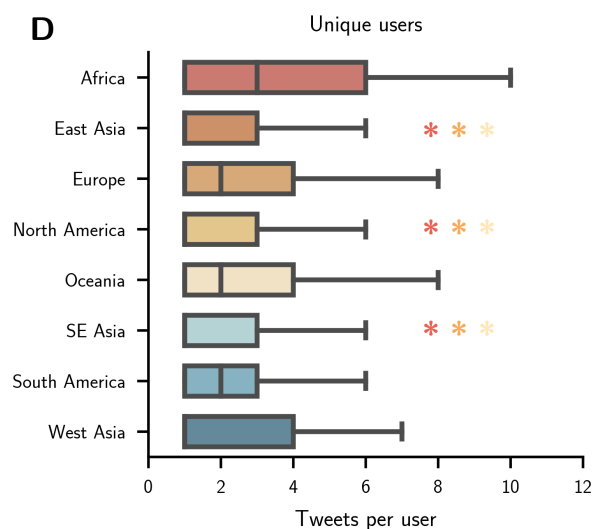 D
Unique users
Africa
East Asia
* * *
Europe
North America
* * *
Oceania
SE Asia
* * *
South America
West Asia
0 2 4 6 8 10 12
Tweets per user